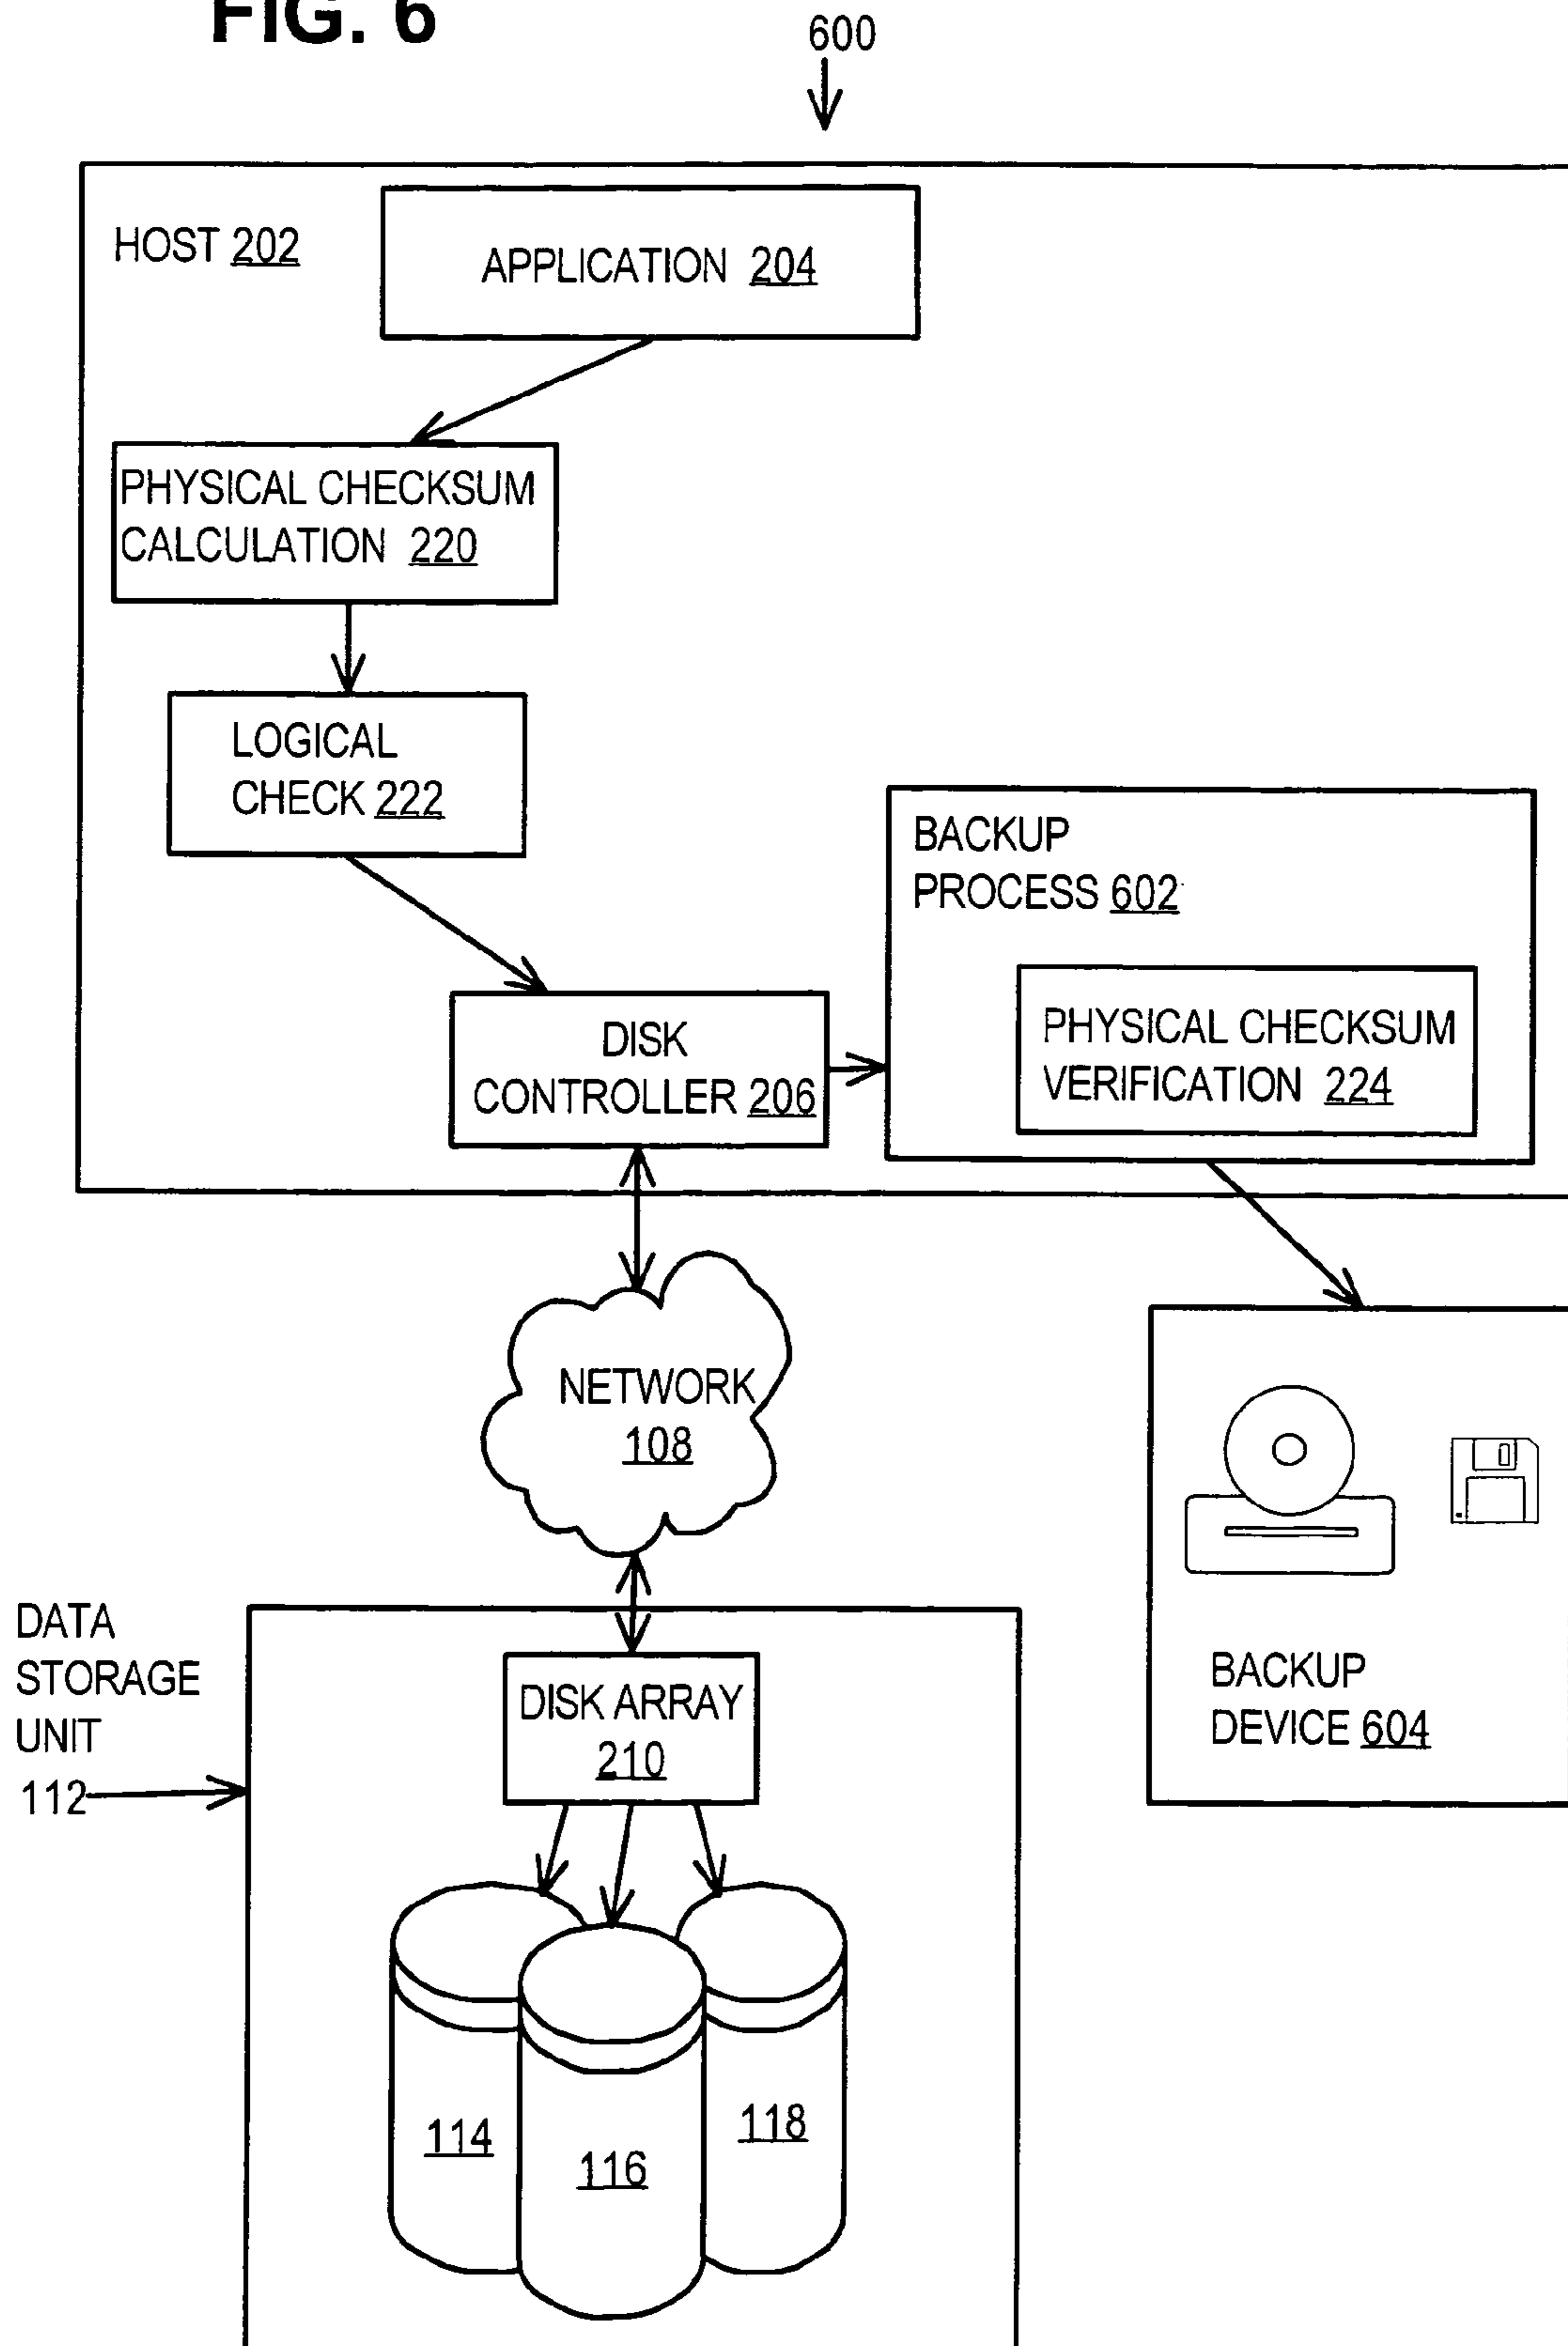 FIG. 6
600
HOST 202
APPLICATION 204
PHYSICAL CHECKSUM
CALCULATION 220
LOGICAL
CHECK 222
BACKUP
PROCESS 602
PHYSICAL CHECKSUM
VERIFICATION 224
DISK
CONTROLLER 206
NETWORK
108
DATA
STORAGE
UNIT
112
DISK ARRAY
210
BACKUP
DEVICE 604
114
116
118